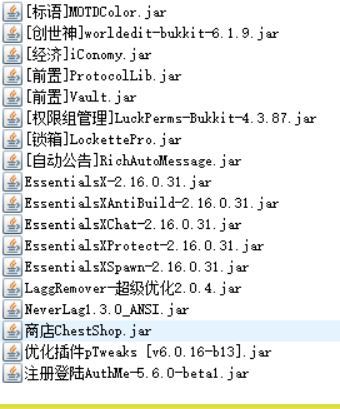 [标语]MOTDColor.jar
[创世神]worldedit-bukkit-6.1.9.jar
[经济]iConomy.jar
[前置]ProtocolLib.jar
[前置]Vault.jar
[权限组管理]LuckPerms-Bukkit-4.3.87.jar
[锁箱]LockettePro.jar
[自动公告]RichAutoMessage.jar
EssentialsX-2.16.0.31.jar
EssentialsXAntiBuild-2.16.0.31.jar
EssentialsXChat-2.16.0.31.jar
EssentialsXProtect-2.16.0.31.jar
EssentialsXSpawn-2.16.0.31.jar
LaggRemover-超级优化2.0.4.jar
NeverLag1.3.0_ANSI.jar
商店ChestShop.jar
优化插件pTweaks [v6.0.16-b13].jar
注册登陆AuthMe-5.6.0-beta1.jar